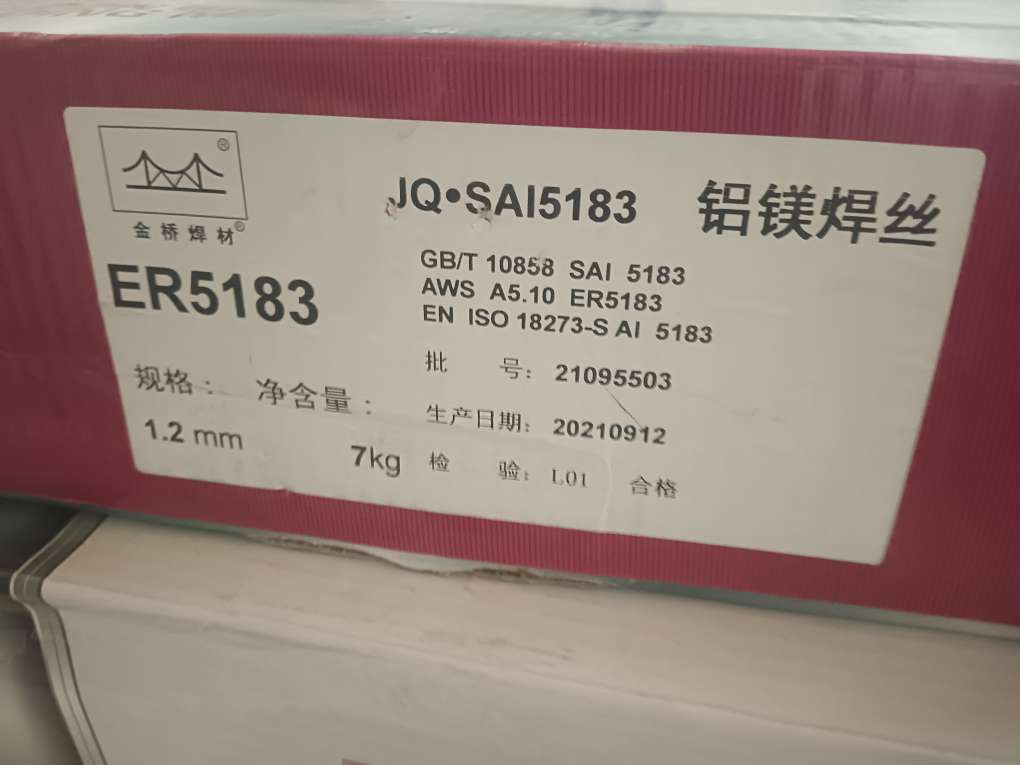 ®
金桥焊材®
JQ•SAl5183
铝镁焊丝
ER5183
GB/T 10858 SAl 5183
AWS A5.10 ER5183
EN ISO 18273-S Al 5183
批 号: 21095503
生产日期: 20210912
检 验: L01 合格
规格: 净含量:
1.2 mm 7kg